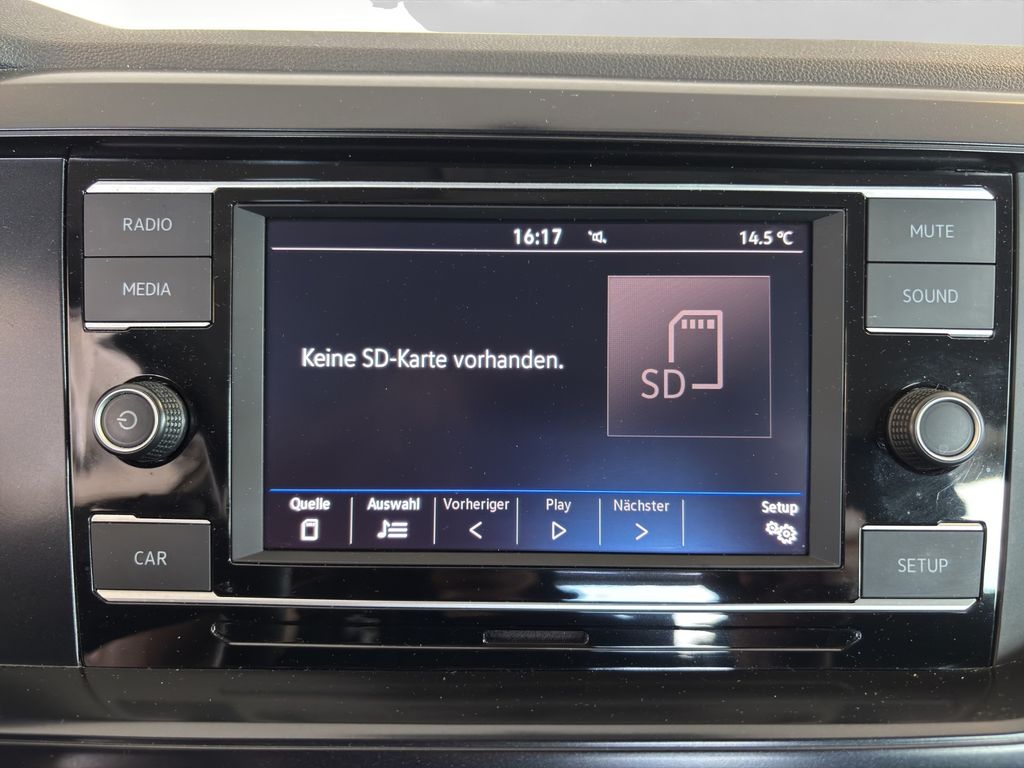 RADIO
MEDIA
CAR
16:17
14.5 °C
Keine SD-Karte vorhanden.
SD
Quelle
Auswahl
Vorheriger
Play
Nächster
Setup
MUTE
SOUND
SETUP